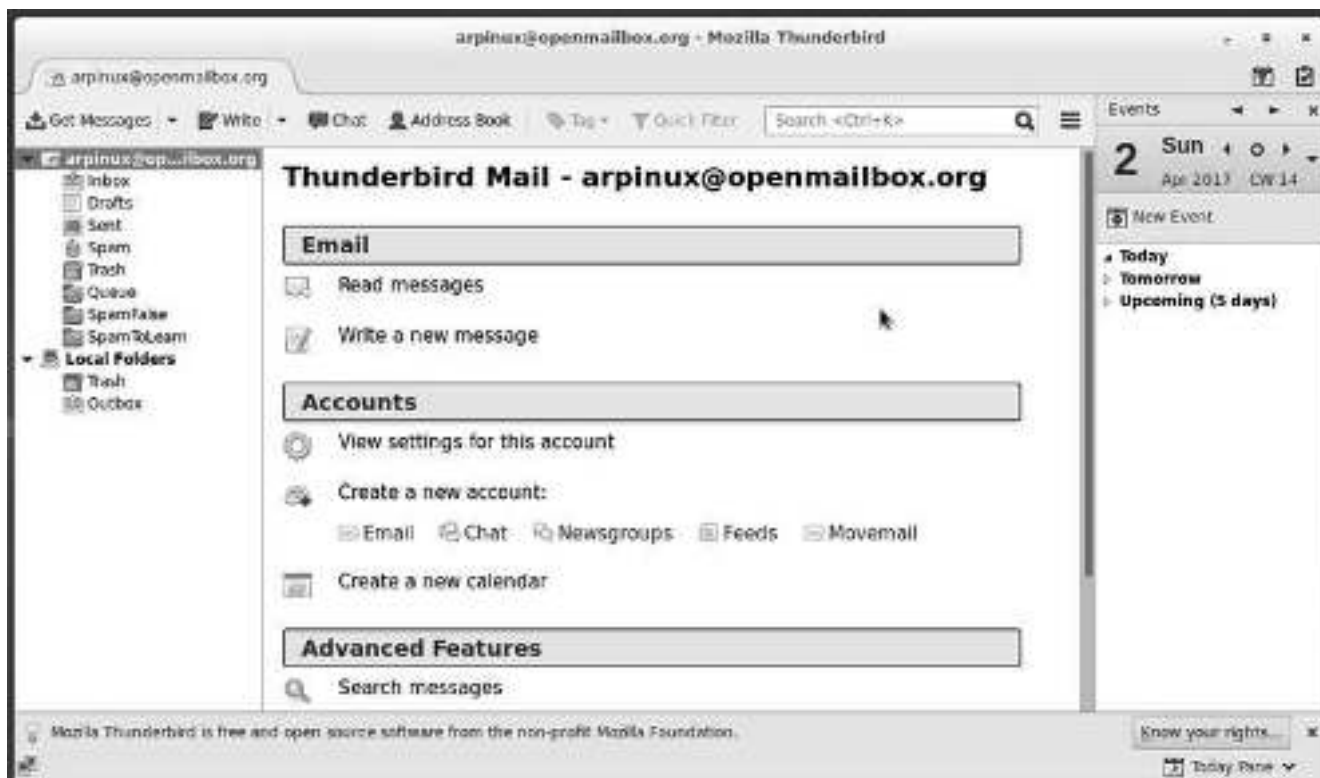 arpinux@openmailbox.org - Mozilla Thunderbird
arpinux@openmailbox.org
Get Messages Write Chat Address Book Tag Quick Filter Search <Ctrl+K>
Events
arpinux@op...ilbox.org
Inbox
Drafts
Sent
Spam
Trash
Queue
SpamFalse
SpamToLearn
Local Folders
Trash
Outbox
Thunderbird Mail - arpinux@openmailbox.org
Email
Read messages
Write a new message
Accounts
View settings for this account
Create a new account:
Email Chat Newsgroups Feeds Movemail
Create a new calendar
Advanced Features
Search messages
2 Sun
Apr 2017 CW 14
New Event
Today
Tomorrow
Upcoming (5 days)
Mozilla Thunderbird is free and open source software from the non-profit Mozilla Foundation.
Know your rights...
Today Pane